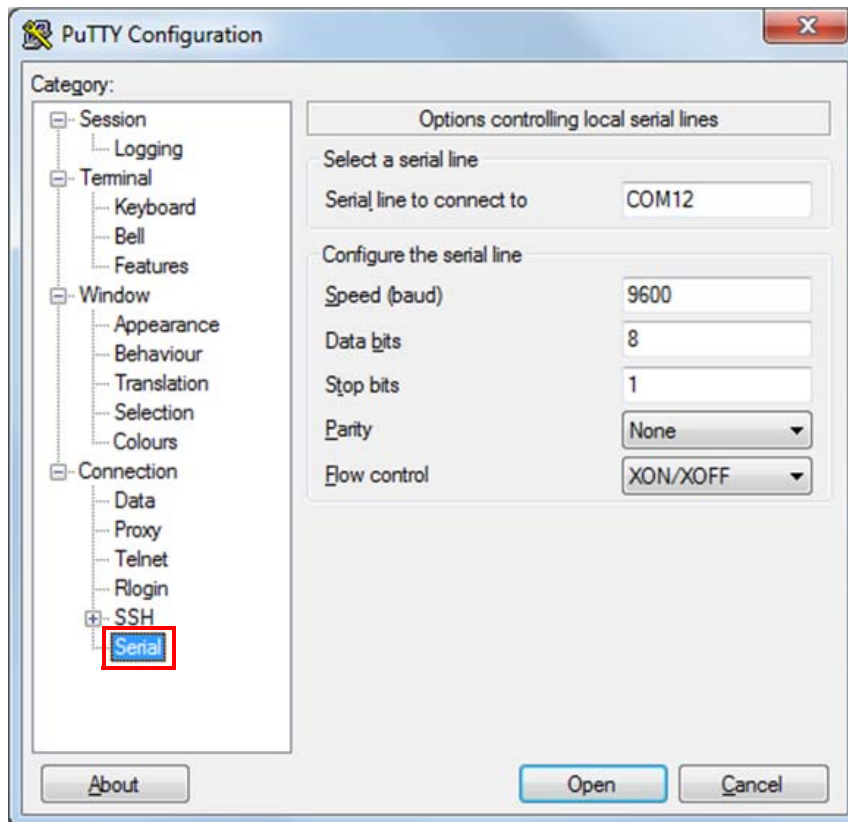 PuTTY Configuration
Category:
Session
Logging
Terminal
Keyboard
Bell
Features
Window
Appearance
Behaviour
Translation
Selection
Colours
Connection
Data
Proxy
Telnet
Rlogin
SSH
Serial
Options controlling local serial lines
Select a serial line
Serial line to connect to COM12
Configure the serial line
Speed (baud) 9600
Data bits 8
Stop bits 1
Parity None
Flow control XON/XOFF
About Open Cancel